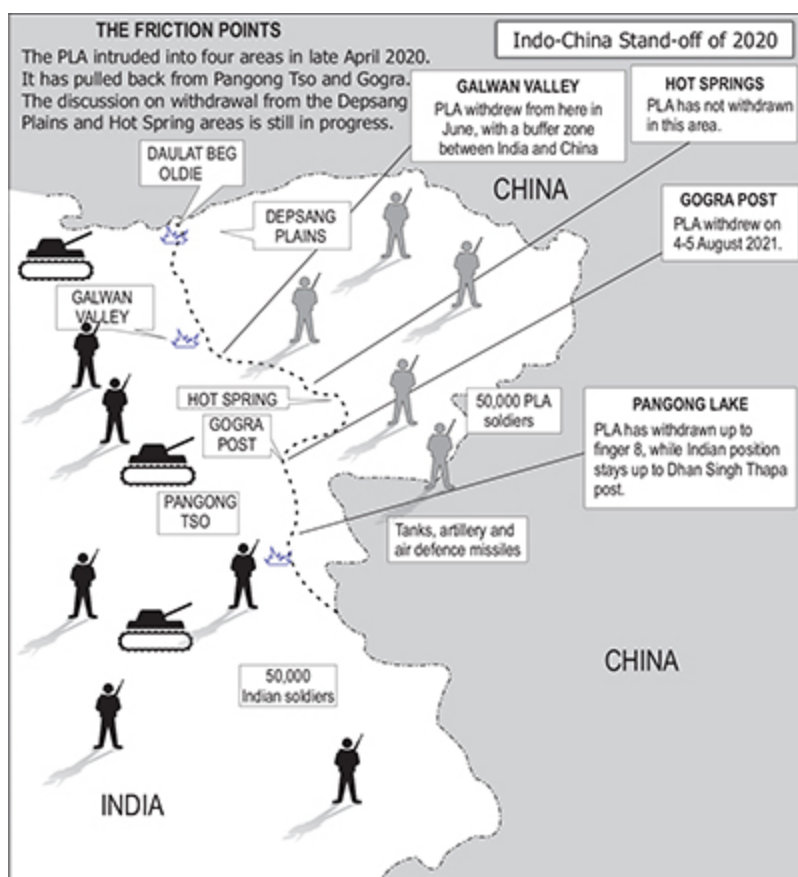 THE FRICTION POINTS
The PLA intruded into four areas in late April 2020.
It has pulled back from Pangong Tso and Gogra.
The discussion on withdrawal from the Depsang
Plains and Hot Spring areas is still in progress.
Indo-China Stand-off of 2020
GALWAN VALLEY
PLA withdrew from here in
June, with a buffer zone
between India and China
HOT SPRINGS
PLA has not withdrawn
in this area.
DAULAT BEG
OLDIE
CHINA
GOGRA POST
PLA withdrew on
4-5 August 2021.
DEPSANG
PLAINS
GALWAN
VALLEY
HOT SPRING
GOGRA
POST
50,000 PLA
soldiers
PANGONG LAKE
PLA has withdrawn up to
finger 8, while Indian position
stays up to Dhan Singh Thapa
post.
PANGONG
TSO
Tanks, artillery and
air defence missiles
CHINA
50,000
Indian soldiers
INDIA